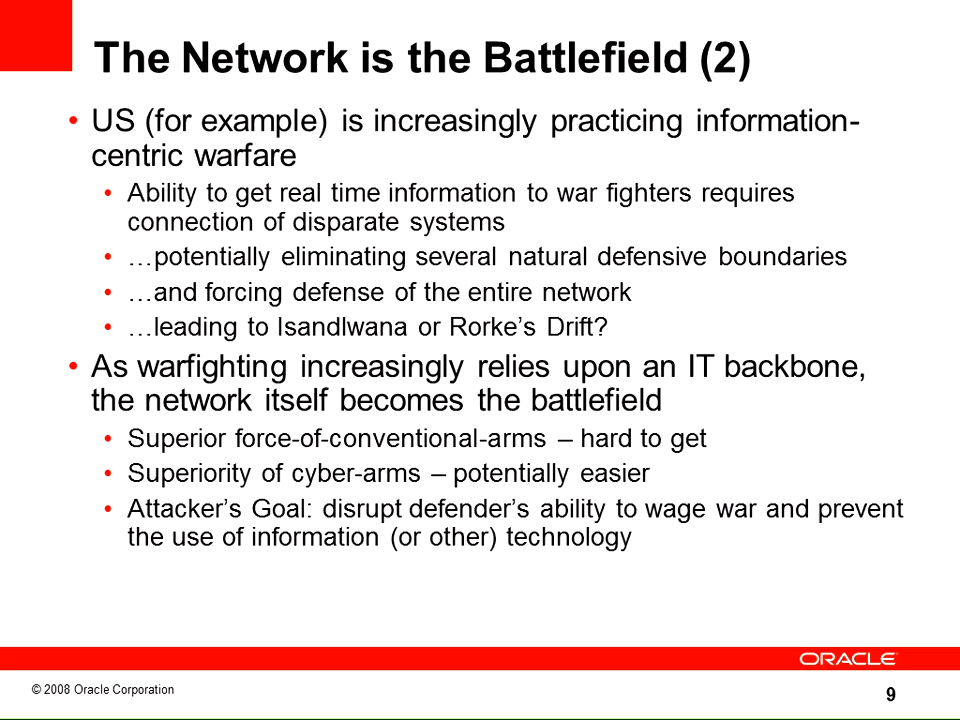 The Network is the Battlefield (2)
• US (for example) is increasingly practicing information-
centric warfare
• Ability to get real time information to war fighters requires
connection of disparate systems
• …potentially eliminating several natural defensive boundaries
• …and forcing defense of the entire network
• …leading to Isandlwana or Rorke’s Drift?
• As warfighting increasingly relies upon an IT backbone,
the network itself becomes the battlefield
• Superior force-of-conventional-arms – hard to get
• Superiority of cyber-arms – potentially easier
• Attacker’s Goal: disrupt defender’s ability to wage war and prevent
the use of information (or other) technology
ORACLE
© 2008 Oracle Corporation
9